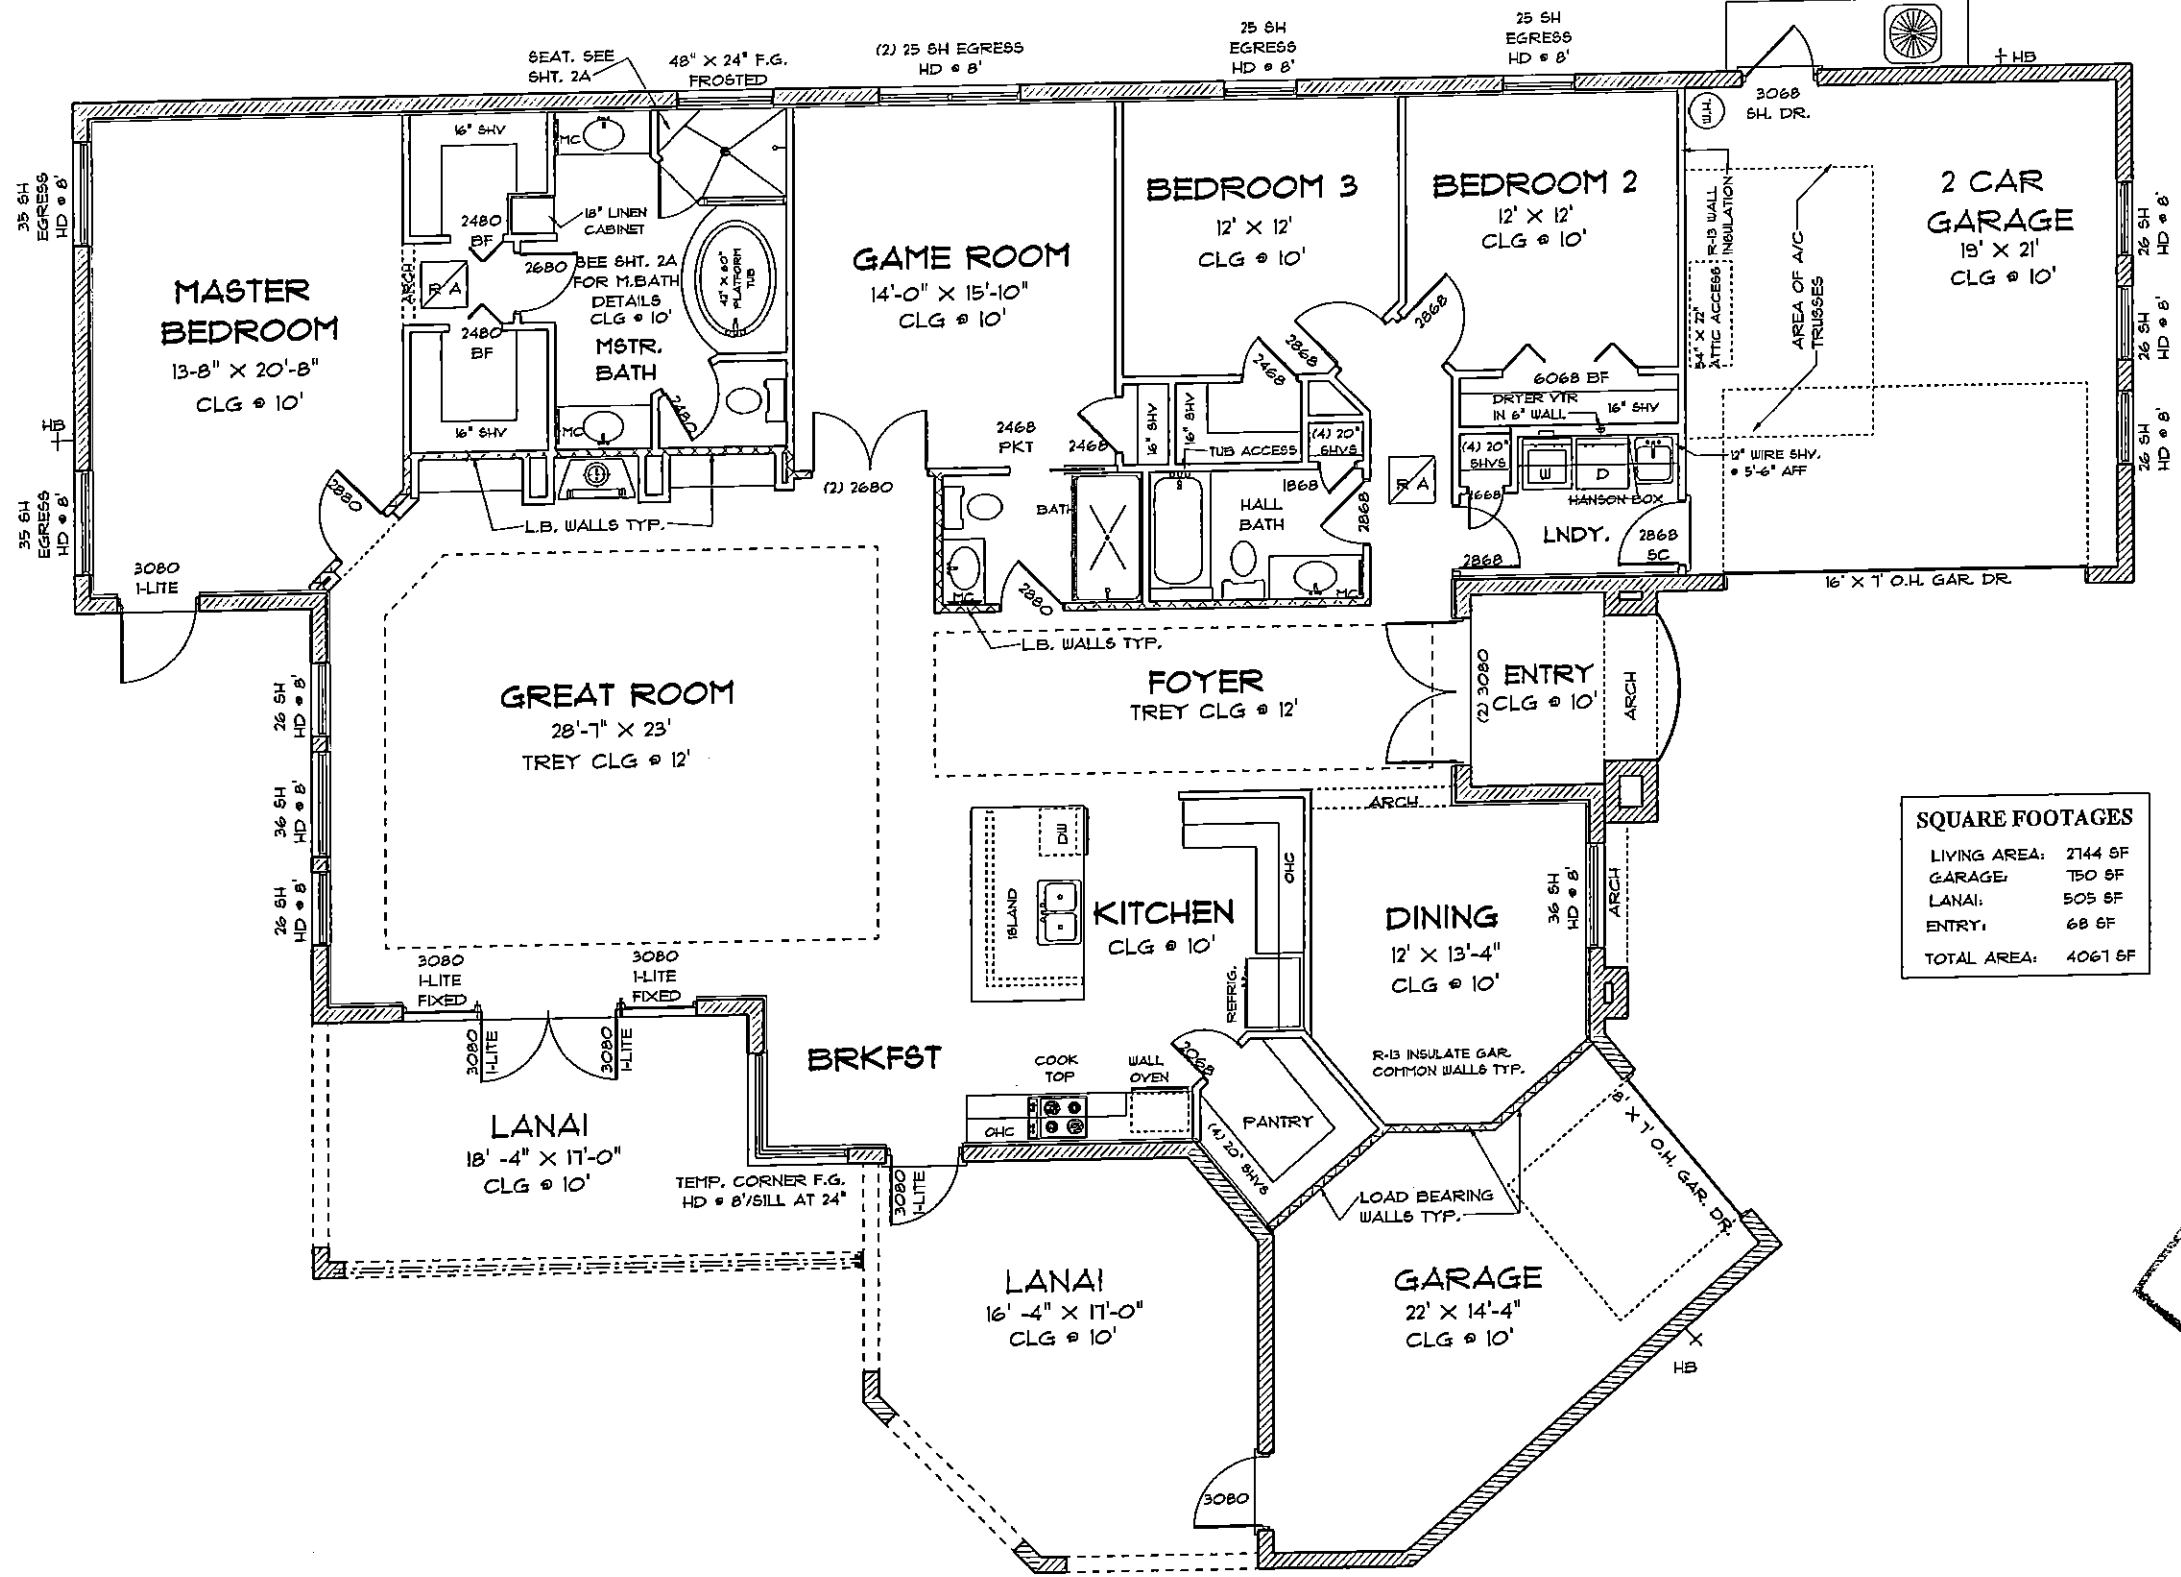 SEAT. SEE
SHT. 2A
48" X 24" F.G.
FROSTED
(2) 25 SH EGRESS
HD @ 8'
25 SH
EGRESS
HD @ 8'
25 SH
EGRESS
HD @ 8'
HB
3068
SH. DR.
W.H.
35 SH
EGRESS
HD @ 8'
MASTER
BEDROOM
13-8" X 20'-8"
CLG @ 10'
HB
35 SH
EGRESS
HD @ 8'
3080
1-LITE
2880
16" SHV
2480
BF
ARCH
R/A
2480
BF
16" SHV
MC
18" LINEN
CABINET
2680
SEE SHT. 2A
FOR M.BATH
DETAILS
CLG @ 10'
MSTR.
BATH
42" X 60"
PLATFORM
TUB
2480
MC
L.B. WALLS TYP.
GAME ROOM
14'-0" X 15'-10"
CLG @ 10'
(2) 2680
2468
PKT
2468
16" SHV
BEDROOM 3
12' X 12'
CLG @ 10'
2868
2468
16" SHV
TUB ACCESS
(4) 20"
SHVS
BEDROOM 2
12' X 12'
CLG @ 10'
2868
6068 BF
DRYER VTR
IN 6" WALL
16" SHV
R-13 WALL
INSULATION
54" X 22"
ATTIC ACCESS
AREA OF A/C
TRUSSES
2 CAR
GARAGE
19' X 21'
CLG @ 10'
26 SH
HD @ 8'
26 SH
HD @ 8'
26 SH
HD @ 8'
12" WIRE SHV.
@ 5'-6" AFF
16' X 7' O.H. GAR. DR.
BATH
MC
2880
L.B. WALLS TYP.
1868
HALL
BATH
2868
MC
R/A
(4) 20"
SHVS
1668
W
D
HANSON BOX
LNDY.
2868
2868
SC
GREAT ROOM
28'-7" X 23'
TREY CLG @ 12'
26 SH
HD @ 8'
36 SH
HD @ 8'
26 SH
HD @ 8'
FOYER
TREY CLG @ 12'
(2) 3080
ENTRY
CLG @ 10'
ARCH
ARCH
DW
ISLAND
KITCHEN
CLG @ 10'
OHC
REFRIG.
DINING
12' X 13'-4"
CLG @ 10'
36 SH
HD @ 8'
ARCH
SQUARE FOOTAGES
LIVING AREA: 2744 SF
GARAGE: 750 SF
LANAI: 505 SF
ENTRY: 68 SF
TOTAL AREA: 4067 SF
3080
1-LITE
FIXED
3080
1-LITE
FIXED
3080
1-LITE
3080
1-LITE
BRKFST
COOK
TOP
WALL
OVEN
OHC
2068
PANTRY
(4) 20" SHVS
R-13 INSULATE GAR.
COMMON WALLS TYP.
8' X 7' O.H. GAR. DR.
LANAI
18' -4" X 17'-0"
CLG @ 10'
TEMP. CORNER F.G.
HD @ 8'/SILL AT 24"
3080
1-LITE
LOAD BEARING
WALLS TYP.
LANAI
16' -4" X 17'-0"
CLG @ 10'
GARAGE
22' X 14'-4"
CLG @ 10'
HB
3080